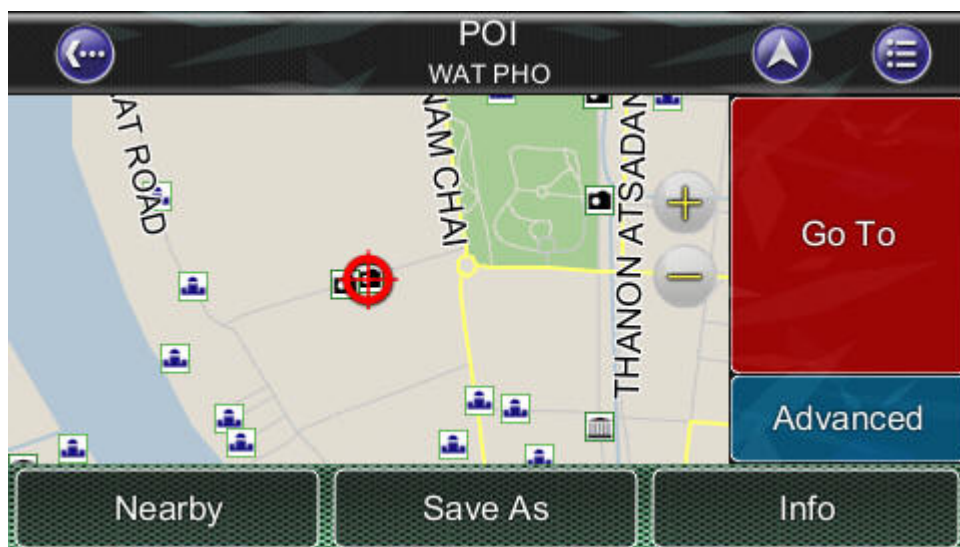 POI
WAT PHO
AT ROAD
NAM CHAI
THANON ATSADAN
Go To
Advanced
Nearby
Save As
Info